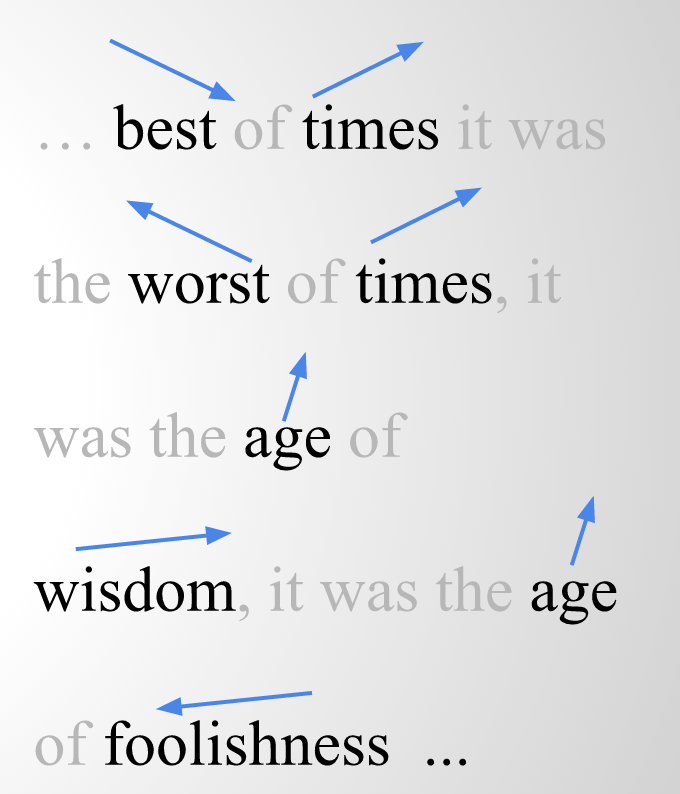 … best of times it was
the worst of times, it
was the age of
wisdom, it was the age
of foolishness ...